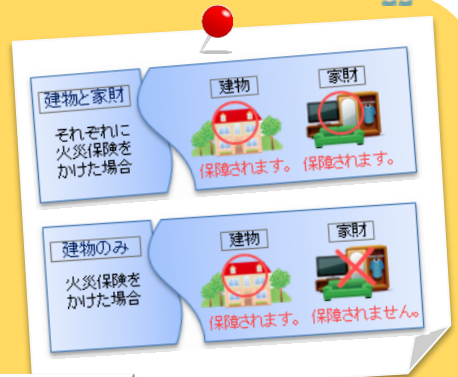 建物と家財
それぞれに
火災保険を
かけた場合
建物
家財
保障されます。
保障されます。
建物のみ
火災保険を
かけた場合
建物
家財
保障されます。
保障されません。